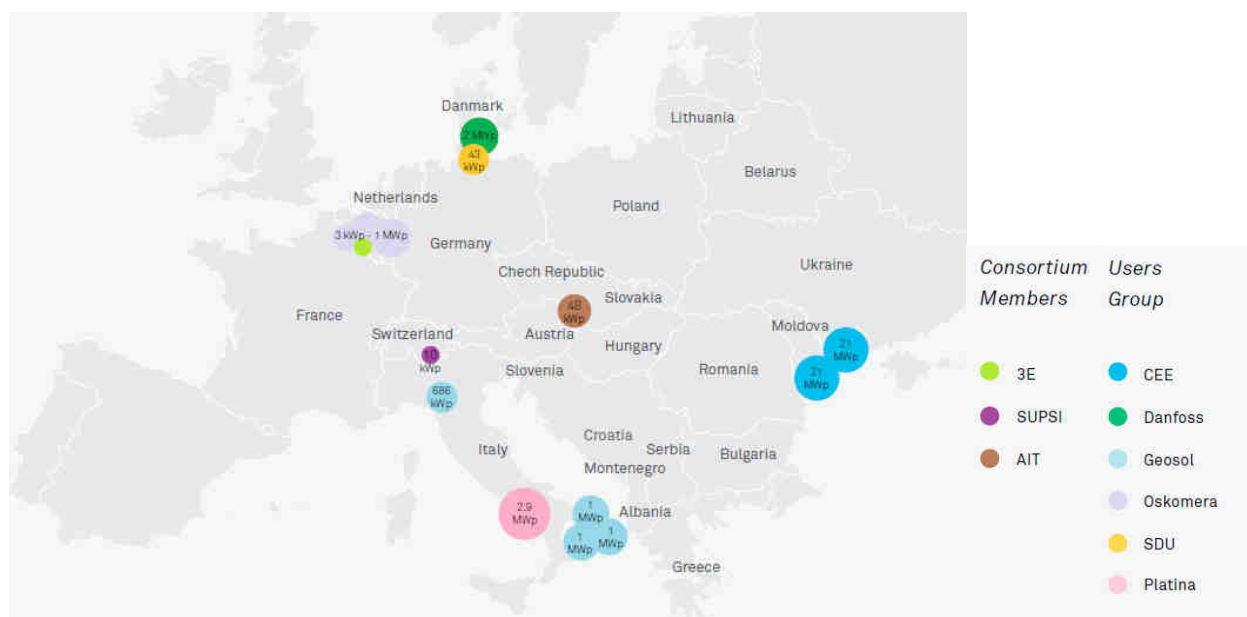 Danmark
2 MWp
43
kWp
Lithuania
Belarus
Netherlands
Poland
3 kWp - 1 MWp
Germany
Ukraine
Chech Republic
Slovakia
48
kWp
France
Switzerland
Austria
Moldova
Hungary
10
kWp
Slovenia
Romania
21
MWp
21
MWp
686
kWp
Italy
Croatia
Serbia
Bulgaria
Montenegro
2.9
MWp
1
MWp
Albania
1
MWp
1
MWp
Greece
Consortium
Members
3E
SUPSI
AIT
Users
Group
CEE
Danfoss
Geosol
Oskomera
SDU
Platina